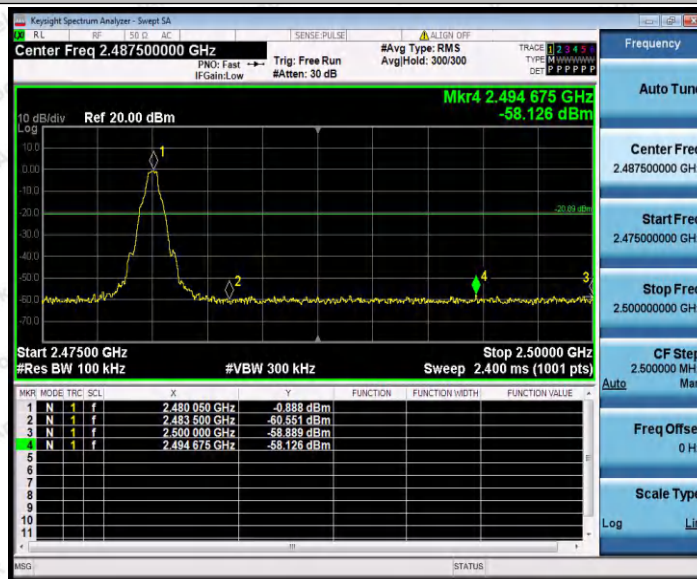 Keysight Spectrum Analyzer - Swept SA
RL RF 50 Ω AC SENSE:PULSE ALIGN OFF
Center Freq 2.487500000 GHz
PNO: Fast
IFGain:Low
Trig: Free Run
#Atten: 30 dB
#Avg Type: RMS
Avg|Hold: 300/300
TRACE 1 2 3 4 5 6
TYPE M WWWWW
DET P P P P P P
Mkr4 2.494 675 GHz
-58.126 dBm
10 dB/div Ref 20.00 dBm
Log
10.0
0.00
-10.0
-20.0
-30.0
-40.0
-50.0
-60.0
-70.0
1
2
4
3
-20.89 dBm
Start 2.47500 GHz Stop 2.50000 GHz
#Res BW 100 kHz #VBW 300 kHz Sweep 2.400 ms (1001 pts)
MKR MODE TRC SCL X Y FUNCTION FUNCTION WIDTH FUNCTION VALUE
1 N 1 f 2.480 050 GHz -0.888 dBm
2 N 1 f 2.483 500 GHz -60.551 dBm
3 N 1 f 2.500 000 GHz -58.889 dBm
4 N 1 f 2.494 675 GHz -58.126 dBm
5
6
7
8
9
10
11
MSG STATUS
Frequency
Auto Tune
Center Freq
2.487500000 GH
Start Freq
2.475000000 GH
Stop Freq
2.500000000 GH
CF Step
2.500000 MH
Auto Man
Freq Offse
0 H
Scale Type
Log Lin